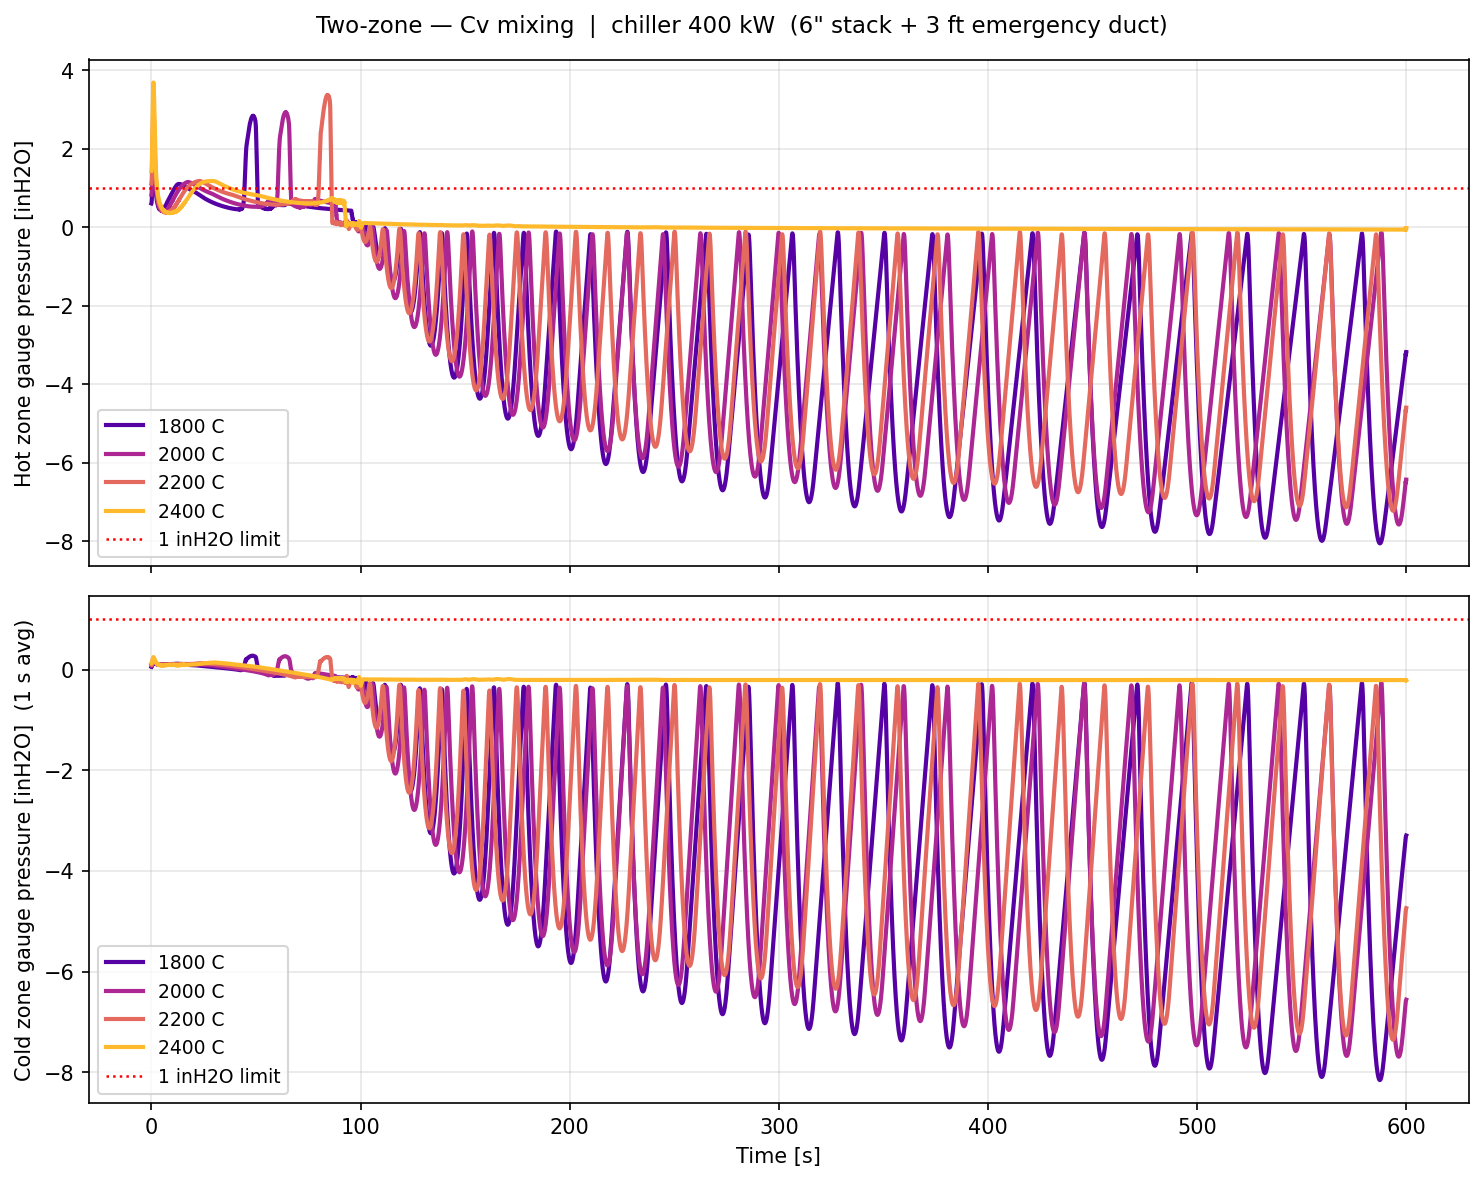 Two-zone — Cv mixing | chiller 400 kW (6" stack + 3 ft emergency duct)
Hot zone gauge pressure [inH2O]
4
2
0
−2
−4
−6
−8
1800 C
2000 C
2200 C
2400 C
1 inH2O limit
Cold zone gauge pressure [inH2O] (1 s avg)
0
−2
−4
−6
−8
1800 C
2000 C
2200 C
2400 C
1 inH2O limit
0 100 200 300 400 500 600
Time [s]